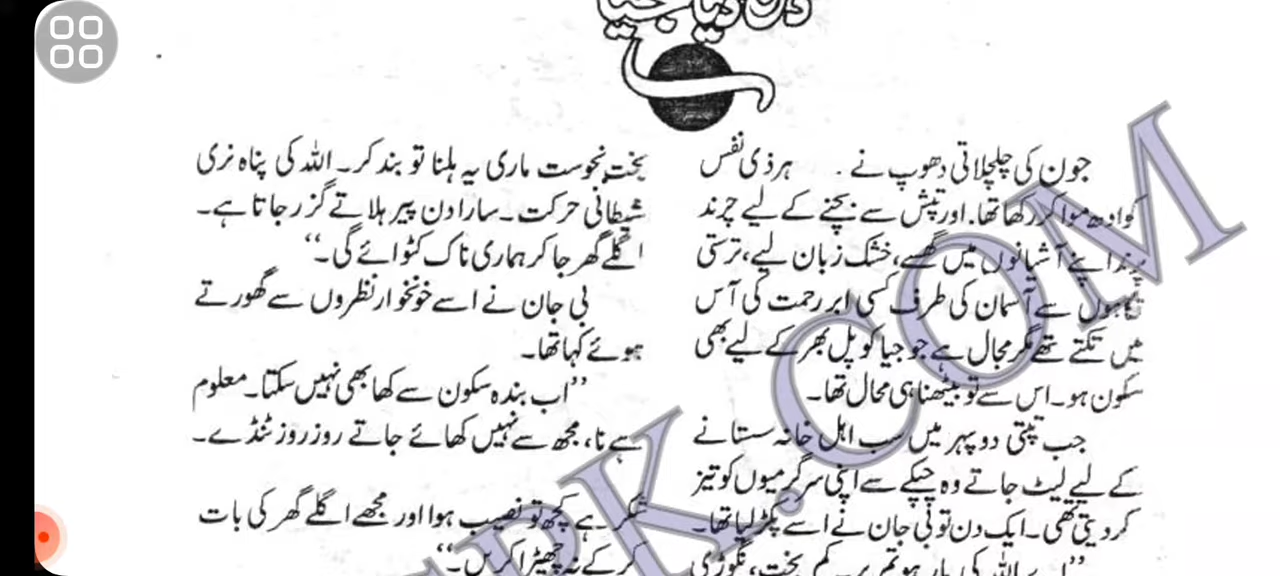 جون کی چلچلاتی دھوپ نے ہر ذی نفس
کو ادھ موا کر رکھا تھا۔ اور تپش سے بچنے کے لیے چرند
پرند اپنے آشیانوں میں گھسے، خشک زبان لیے، ترستی
نگاہوں سے آسمان کی طرف کسی ابر رحمت کی آس
میں تکتے تھے مگر مجال ہے جو جیا کو پل بھر کے لیے بھی
سکون ہو۔ اس سے تو بیٹھنا ہی محال تھا۔
جب تپتی دوپہر میں سب اہل خانہ سستانے
کے لیے لیٹ جاتے وہ چپکے سے اپنی سرگرمیوں کو تیز
کر دیتی تھی۔ ایک دن تو بی جان نے اسے پکڑ لیا تھا۔
کم بخت، نگوڑی
بخت نحوست ماری یہ ہلنا تو بند کر۔ اللہ کی پناہ نری
شیطانی حرکت۔ سارا دن پیر ہلاتے گزر جاتا ہے۔
اگلے گھر جا کر ہماری ناک کٹوائے گی۔“
بی جان نے اسے خونخوار نظروں سے گھورتے
ہوئے کہا تھا۔
”اب بندہ سکون سے کھا بھی نہیں سکتا۔ معلوم
ہے نا، مجھ سے نہیں کھائے جاتے روز روز ٹنڈے۔
شکر ہے کچھ تو نصیب ہوا اور مجھے اگلے گھر کی بات
کر کے نہ چھیڑا کریں۔“
PK.COM